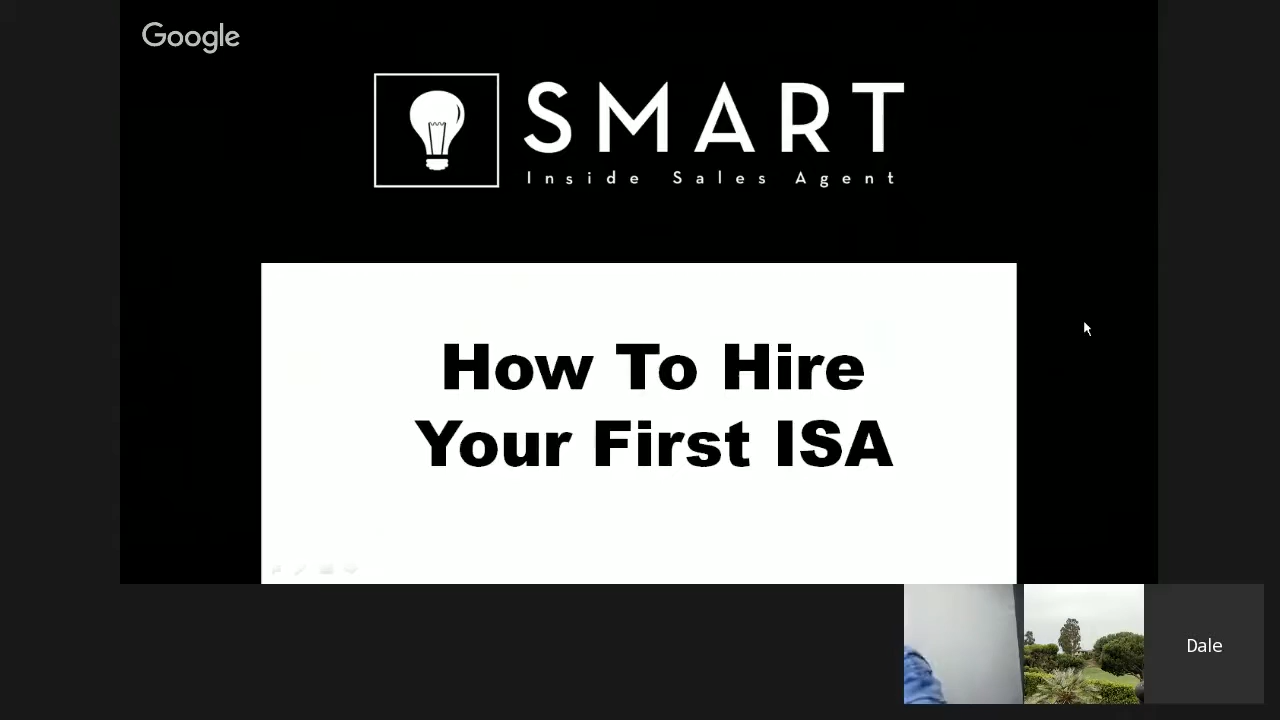 Google
SMART
Inside Sales Agent
How To Hire
Your First ISA
Dale